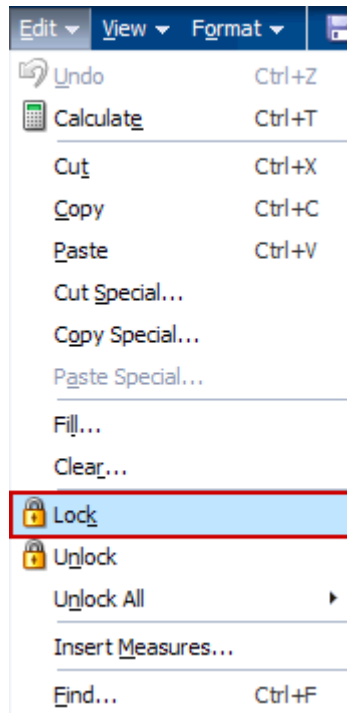 Edit View Format
Undo Ctrl+Z
Calculate Ctrl+T
Cut Ctrl+X
Copy Ctrl+C
Paste Ctrl+V
Cut Special...
Copy Special...
Paste Special...
Fill...
Clear...
Lock
Unlock
Unlock All
Insert Measures...
Find... Ctrl+F